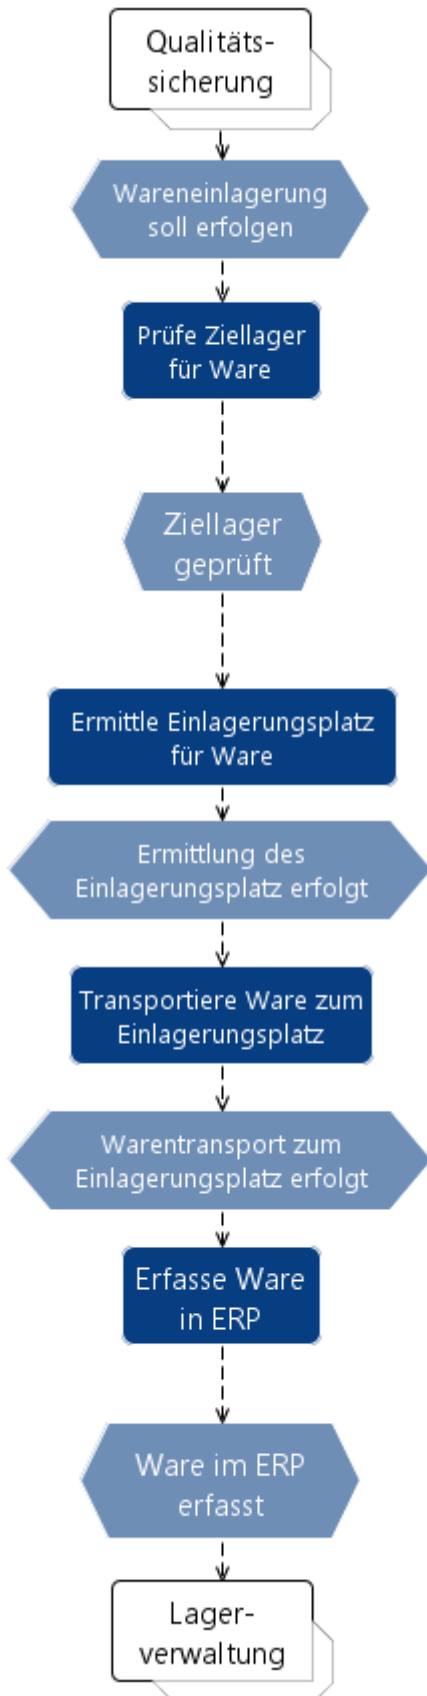 Qualitäts-
sicherung
Wareneinlagerung
soll erfolgen
Prüfe Ziellager
für Ware
Ziellager
geprüft
Ermittle Einlagerungsplatz
für Ware
Ermittlung des
Einlagerungsplatz erfolgt
Transportiere Ware zum
Einlagerungsplatz
Warentransport zum
Einlagerungsplatz erfolgt
Erfasse Ware
in ERP
Ware im ERP
erfasst
Lager-
verwaltung